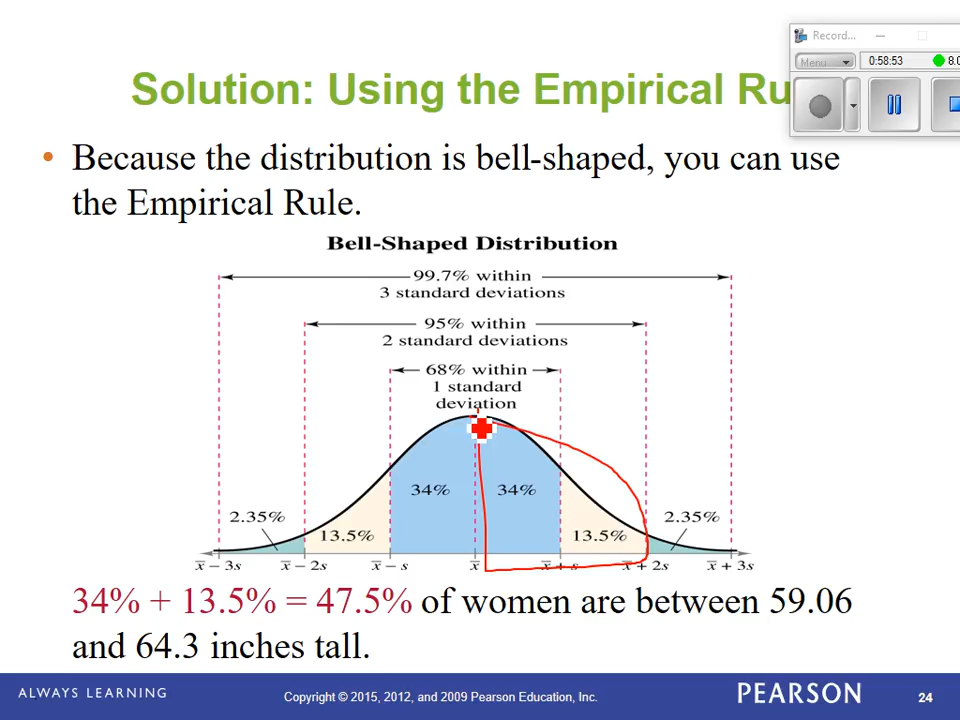 Record...
Menu
0:58:53
8.0
Solution: Using the Empirical Ru
• Because the distribution is bell-shaped, you can use
the Empirical Rule.
Bell-Shaped Distribution
99.7% within
3 standard deviations
95% within
2 standard deviations
68% within
1 standard
deviation
34% 34%
2.35% 2.35%
13.5% 13.5%
x̅ − 3s x̅ − 2s x̅ − s x̅ x̅ + s x̅ + 2s x̅ + 3s
34% + 13.5% = 47.5% of women are between 59.06
and 64.3 inches tall.
ALWAYS LEARNING
Copyright © 2015, 2012, and 2009 Pearson Education, Inc.
PEARSON
24